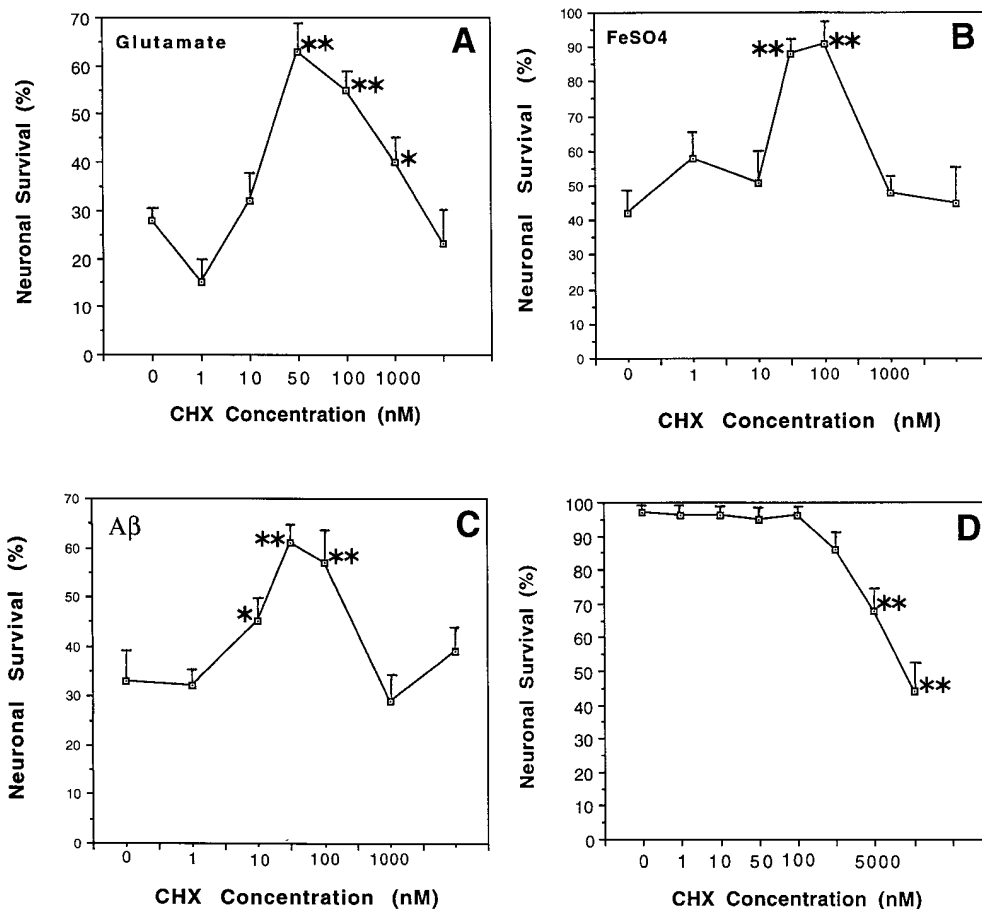 Glutamate
A
Neuronal Survival (%)
70
60
50
40
30
20
10
0
0 1 10 50 100 1000
CHX Concentration (nM)
FeSO4
B
Neuronal Survival (%)
100
90
80
70
60
50
40
30
20
10
0
0 1 10 100 1000
CHX Concentration (nM)
Aβ
C
Neuronal Survival (%)
70
60
50
40
30
20
10
0
0 1 10 100 1000
CHX Concentration (nM)
D
Neuronal Survival (%)
100
90
80
70
60
50
40
30
20
10
0
0 1 10 50 100 5000
CHX Concentration (nM)